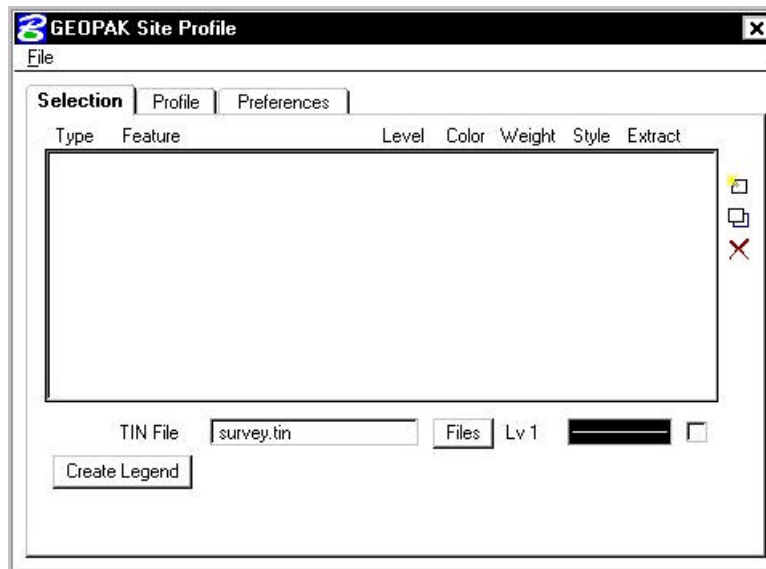 GEOPAK Site Profile
File
Selection Profile Preferences
Type Feature Level Color Weight Style Extract
TIN File survey.tin Files Lv 1
Create Legend